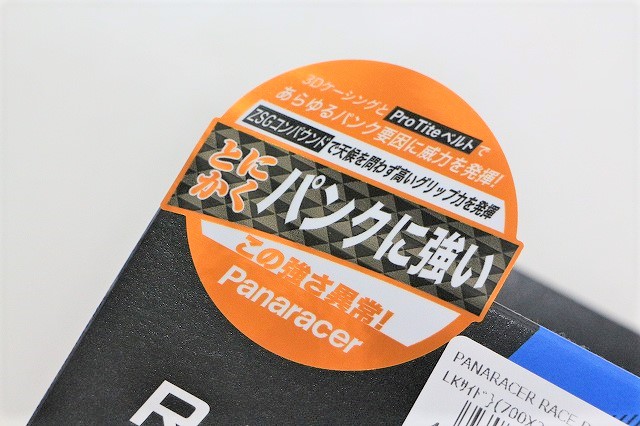 3Dケーシングと ProTiteベルト で
あらゆるパンク要因に威力を発揮!
ZSGコンパウンドで天候を問わず高いグリップ力を発揮
とにかく
パンクに強い
この強さ異常!
Panaracer
R
PANARACER RACE
LKサイド}(700X2